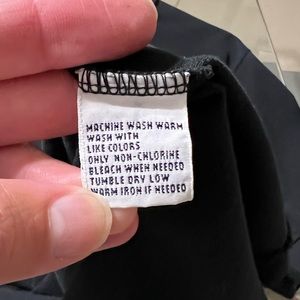 MACHINE WASH WARM
WASH WITH
LIKE COLORS
ONLY NON-CHLORINE
BLEACH WHEN NEEDED
TUMBLE DRY LOW
WARM IRON IF NEEDED